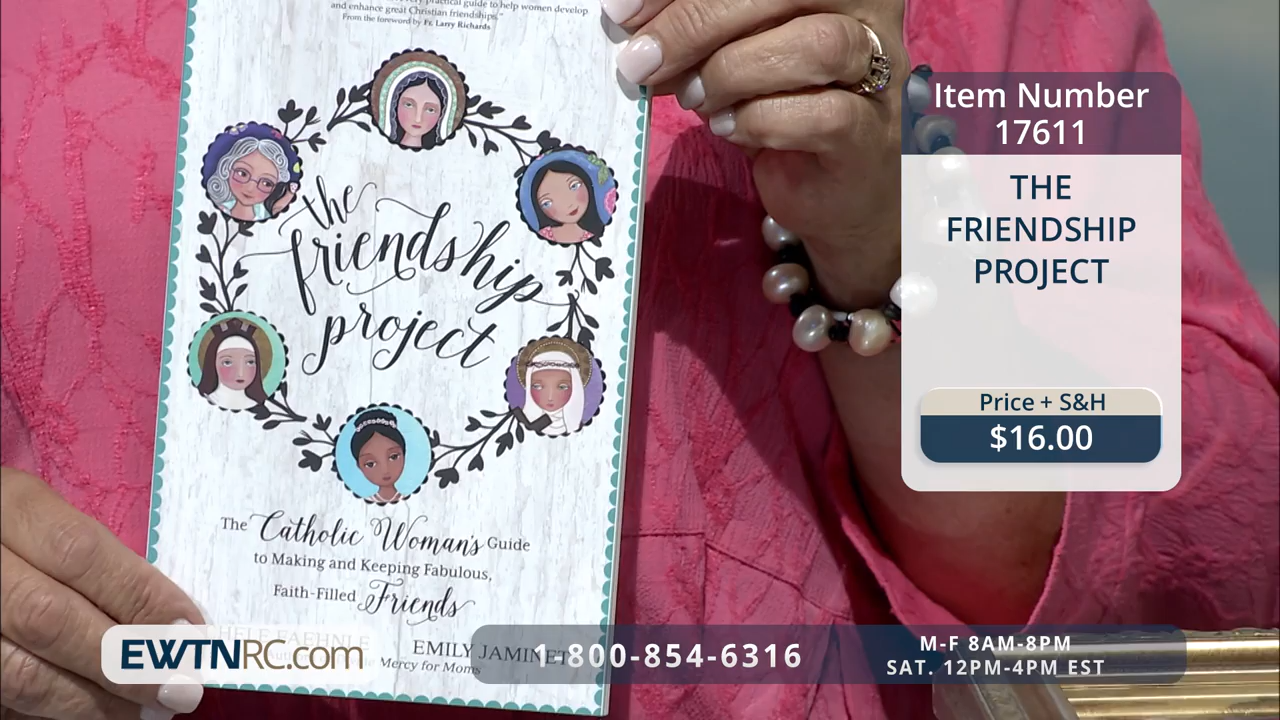 very practical guide to help women develop
and enhance great Christian friendships."
From the foreword by Fr. Larry Richards
the
friendship
project
The Catholic Woman's Guide
to Making and Keeping Fabulous,
Faith-Filled Friends
EMILY JAMINET
Mercy for Moms
Item Number
17611
THE
FRIENDSHIP
PROJECT
Price + S&H
$16.00
EWTNRC.com
1-800-854-6316
M-F 8AM-8PM
SAT. 12PM-4PM EST